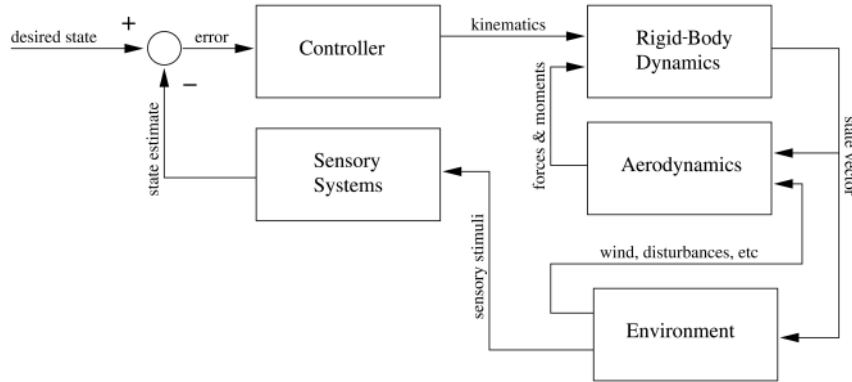 +
desired state
error
Controller
kinematics
Rigid-Body
Dynamics
−
state estimate
Sensory
Systems
forces & moments
Aerodynamics
state vector
sensory stimuli
wind, disturbances, etc
Environment